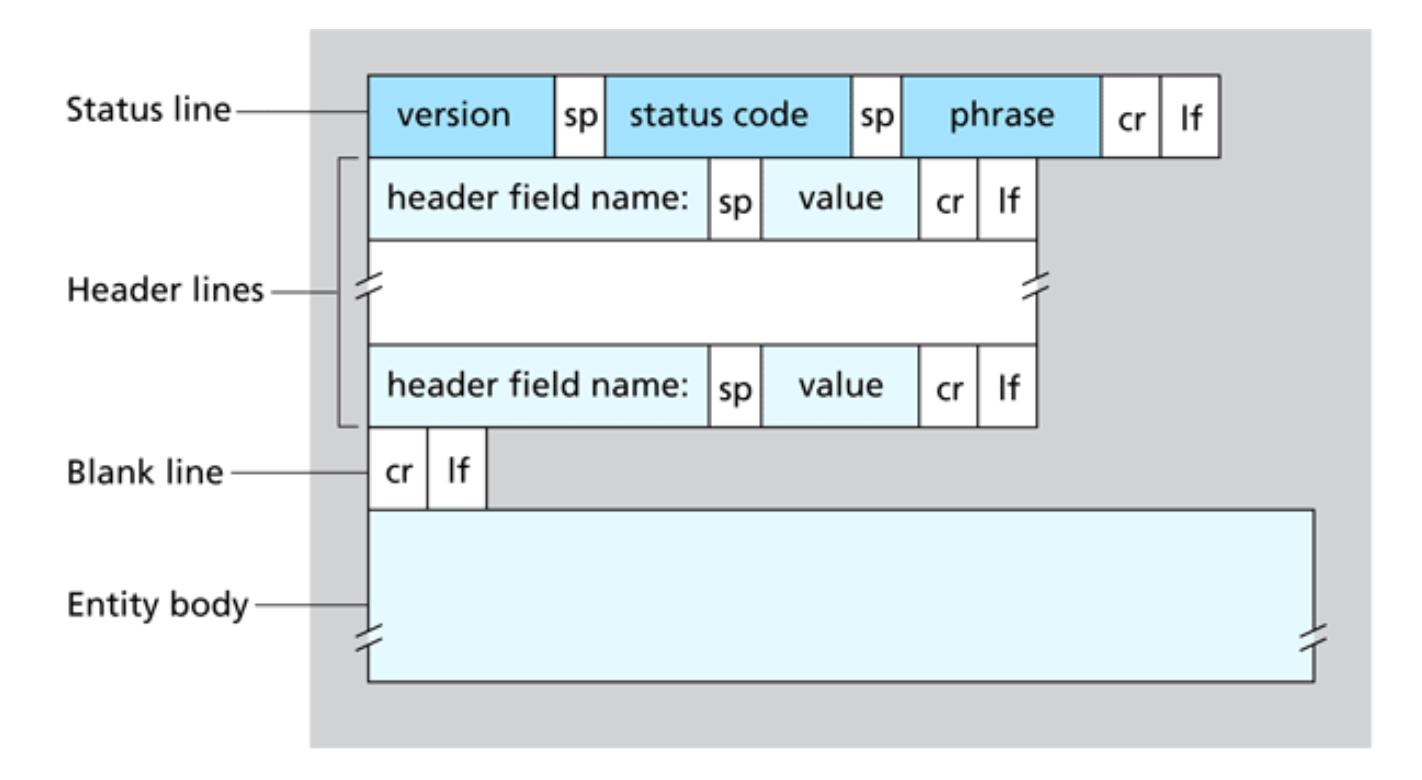 Status line version sp status code sp phrase cr lf
header field name: sp value cr lf
Header lines
header field name: sp value cr lf
Blank line cr lf
Entity body